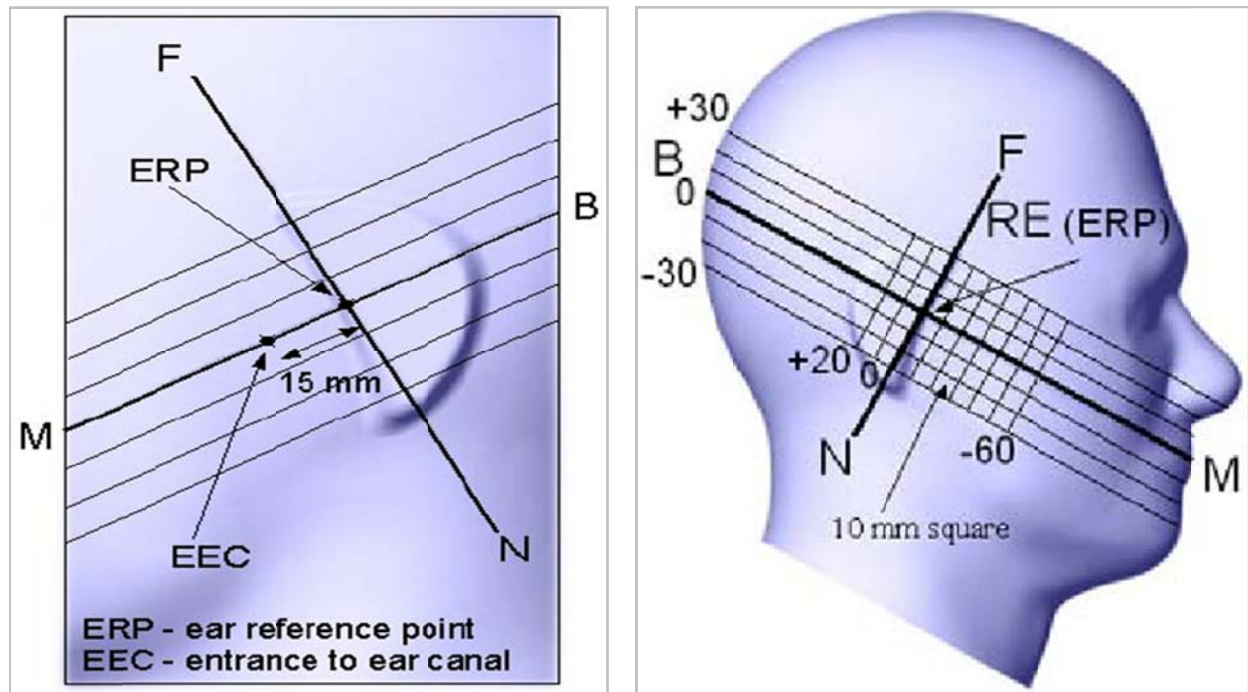 F
ERP
B
15 mm
M
EEC
N
ERP - ear reference point
EEC - entrance to ear canal
+30
B
0
-30
F
RE (ERP)
+20
0
N
-60
M
10 mm square